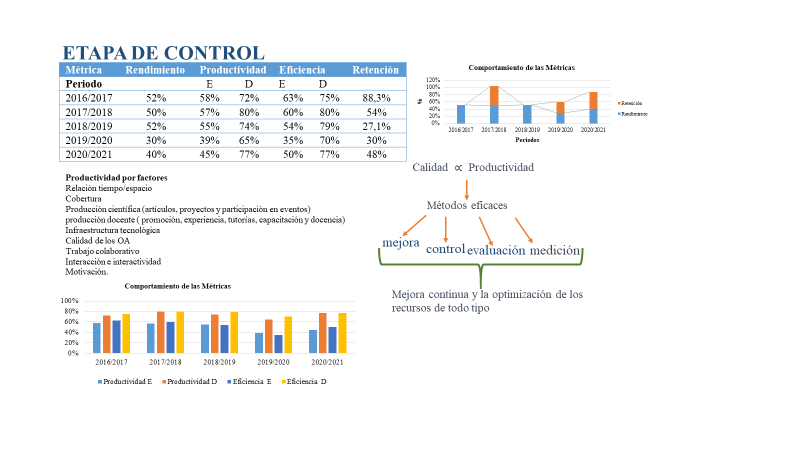 ETAPA DE CONTROL
Métrica Rendimiento Productividad Eficiencia Retención
Periodo E D E D
2016/2017 52% 58% 72% 63% 75% 88,3%
2017/2018 50% 57% 80% 60% 80% 54%
2018/2019 52% 55% 74% 54% 79% 27,1%
2019/2020 30% 39% 65% 35% 70% 30%
2020/2021 40% 45% 77% 50% 77% 48%
Productividad por factores
Relación tiempo/espacio
Cobertura
Producción científica (artículos, proyectos y participación en eventos)
producción docente ( promoción, experiencia, tutorías, capacitación y docencia)
Infraestructura tecnológica
Calidad de los OA
Trabajo colaborativo
Interacción e interactividad
Motivación.
Comportamiento de las Métricas
100%
80%
60%
40%
20%
0%
2016/2017 2017/2018 2018/2019 2019/2020 2020/2021
Productividad E Productividad D Eficiencia E Eficiencia D
Comportamiento de las Métricas
120%
100%
80%
60%
40%
20%
0%
%
2016/2017 2017/2018 2018/2019 2019/2020 2020/2021
Periodos
Retención
Rendimiento
Calidad ∝ Productividad
Métodos eficaces
mejora control evaluación medición
Mejora continua y la optimización de los
recursos de todo tipo